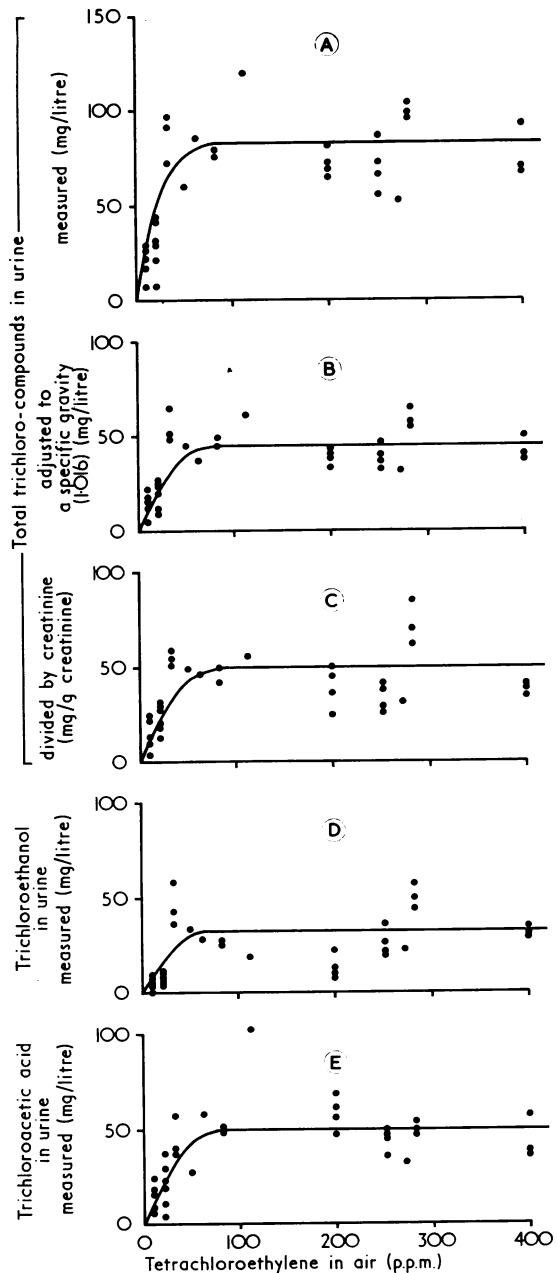 Total trichloro-compounds in urine
measured (mg/litre)
150
100
50
0
A
adjusted to
a specific gravity
(1·016) (mg/litre)
100
50
0
B
divided by creatinine
(mg/g creatinine)
100
50
0
C
Trichloroethanol
in urine
measured (mg/litre)
100
50
0
D
Trichloroacetic acid
in urine
measured (mg/litre)
100
50
0
E
0 100 200 300 400
Tetrachloroethylene in air (p.p.m.)